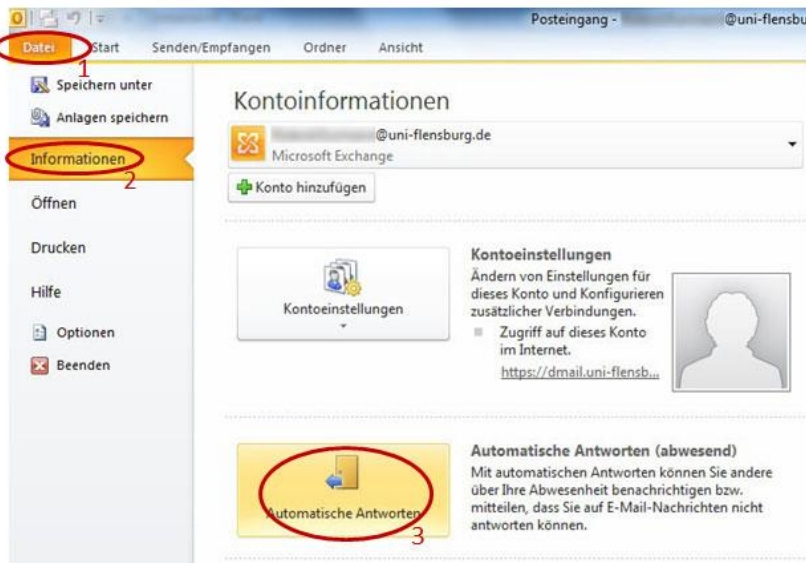 Posteingang - @uni-flensbu
Datei Start Senden/Empfangen Ordner Ansicht
1
Speichern unter
Anlagen speichern
Informationen
2
Öffnen
Drucken
Hilfe
Optionen
Beenden
Kontoinformationen
@uni-flensburg.de
Microsoft Exchange
Konto hinzufügen
Kontoeinstellungen
Kontoeinstellungen
Ändern von Einstellungen für
dieses Konto und Konfigurieren
zusätzlicher Verbindungen.
Zugriff auf dieses Konto
im Internet.
https://dmail.uni-flensb...
Automatische Antworten
3
Automatische Antworten (abwesend)
Mit automatischen Antworten können Sie andere
über Ihre Abwesenheit benachrichtigen bzw.
mitteilen, dass Sie auf E-Mail-Nachrichten nicht
antworten können.